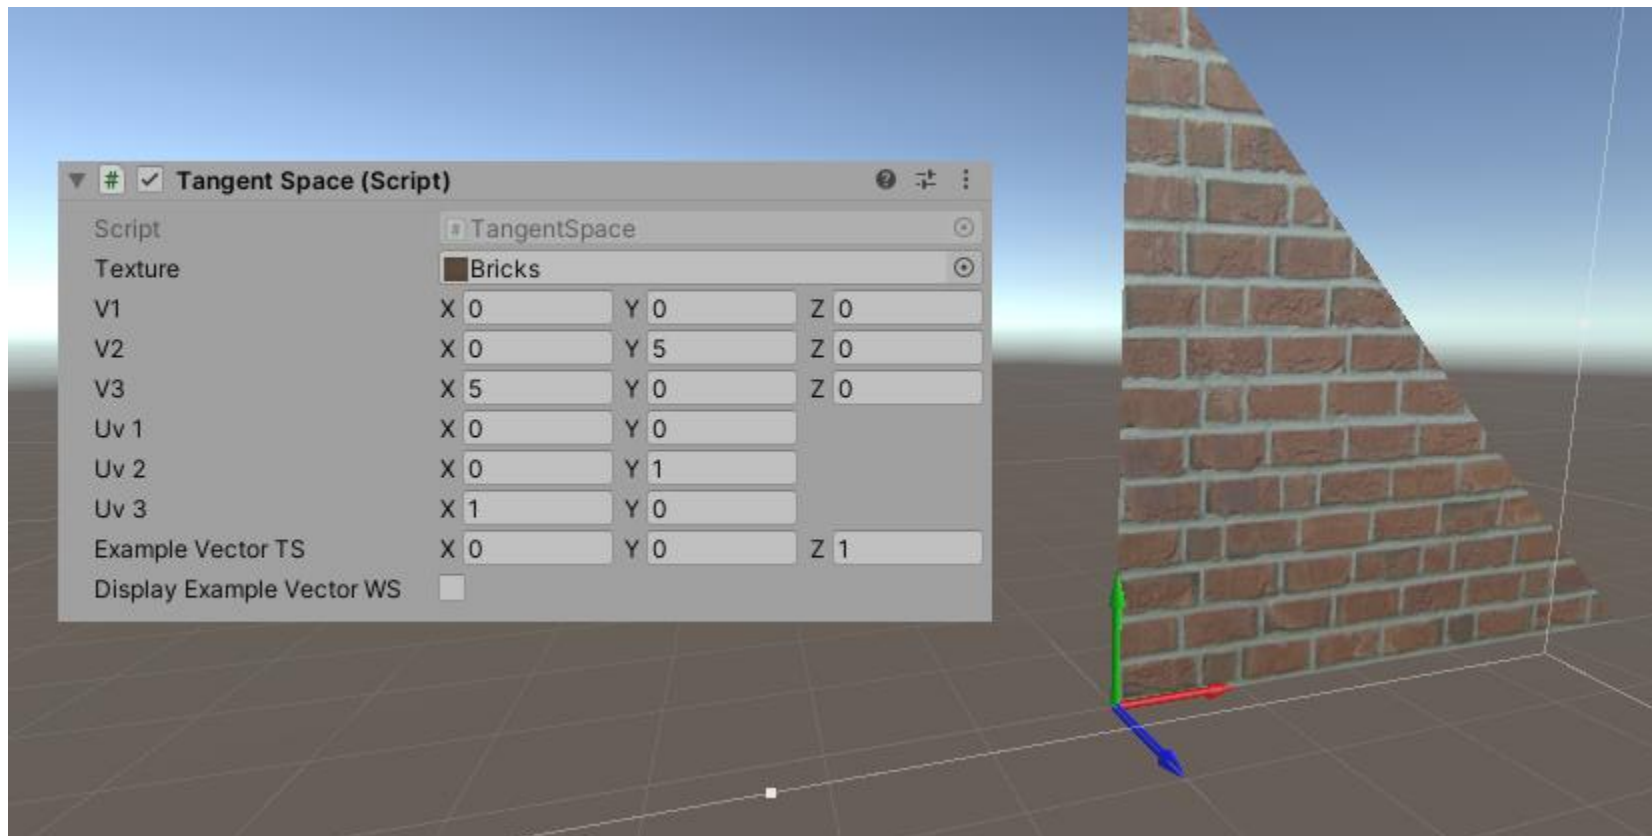 Tangent Space (Script)
Script # TangentSpace
Texture Bricks
V1 X 0 Y 0 Z 0
V2 X 0 Y 5 Z 0
V3 X 5 Y 0 Z 0
Uv 1 X 0 Y 0
Uv 2 X 0 Y 1
Uv 3 X 1 Y 0
Example Vector TS X 0 Y 0 Z 1
Display Example Vector WS